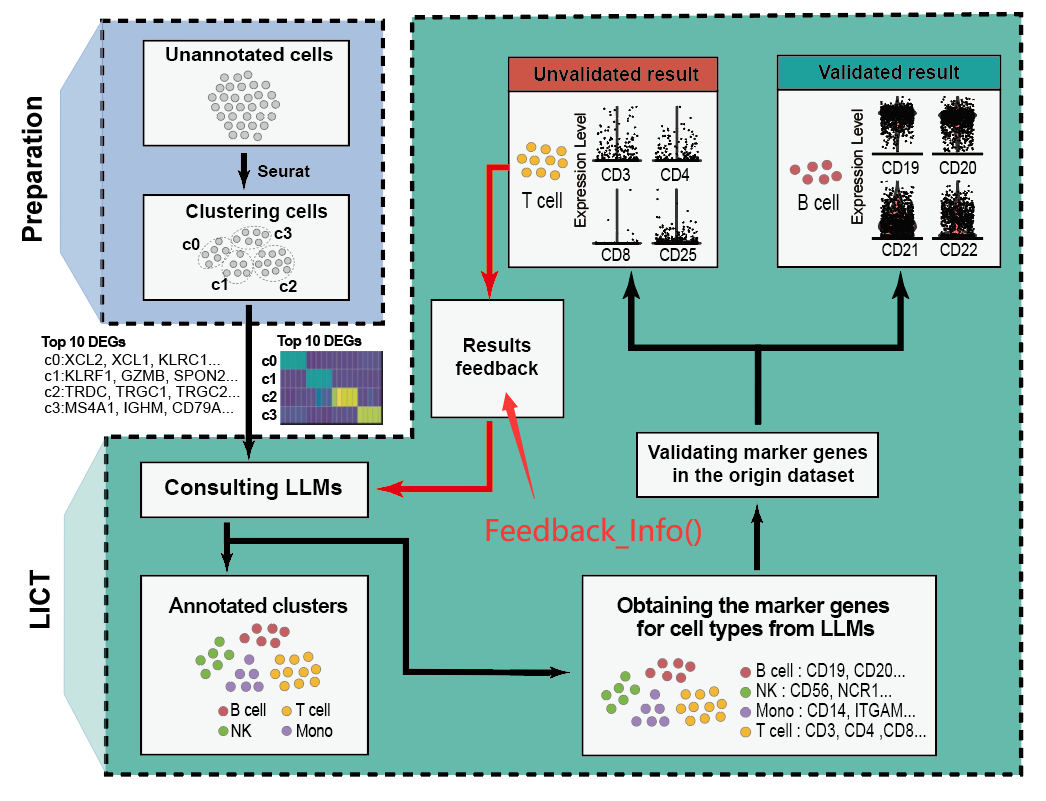 Preparation
Unannotated cells
Seurat
Clustering cells
c0
c3
c1
c2
Top 10 DEGs
c0:XCL2, XCL1, KLRC1...
c1:KLRF1, GZMB, SPON2...
c2:TRDC, TRGC1, TRGC2...
c3:MS4A1, IGHM, CD79A...
Top 10 DEGs
c0
c1
c2
c3
LICT
Consulting LLMs
Annotated clusters
B cell
T cell
NK
Mono
Unvalidated result
T cell
Expression Level
CD3
CD4
CD8
CD25
Validated result
B cell
Expression Level
CD19
CD20
CD21
CD22
Results
feedback
Feedback_Info()
Validating marker genes
in the origin dataset
Obtaining the marker genes
for cell types from LLMs
B cell : CD19, CD20...
NK : CD56, NCR1...
Mono : CD14, ITGAM...
T cell : CD3, CD4 ,CD8...